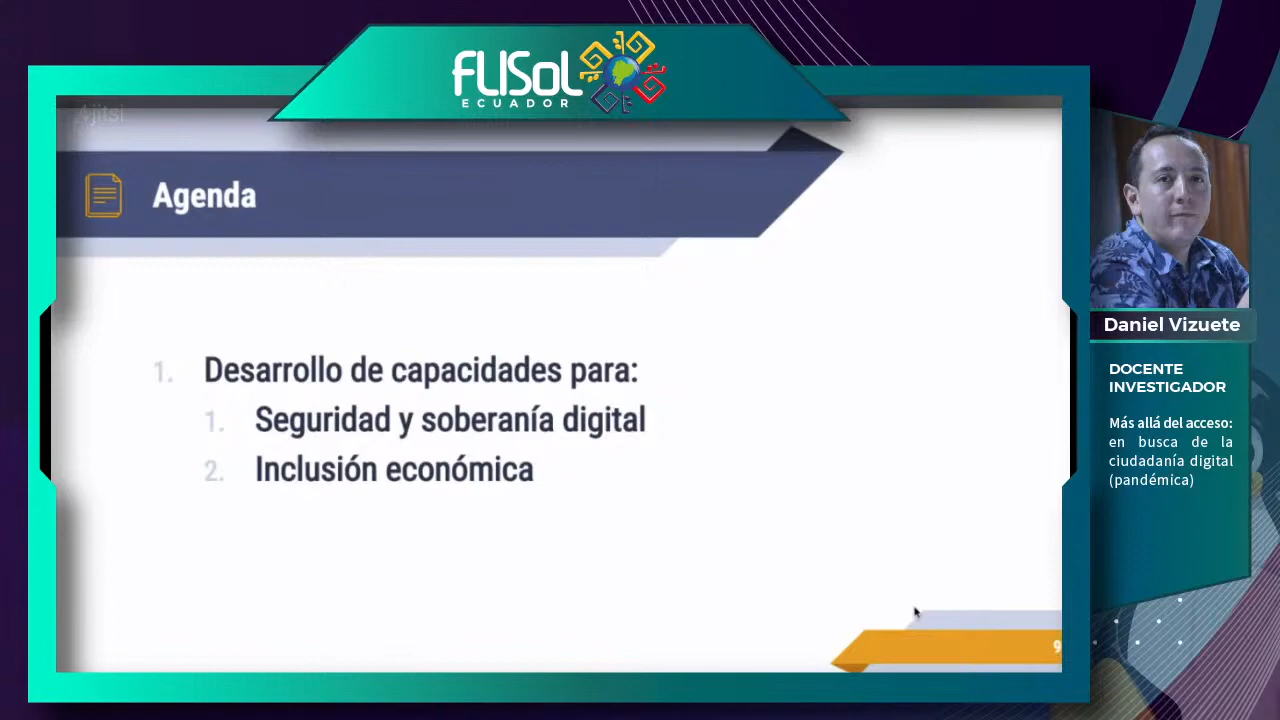 FLISoL
ECUADOR
jitsi
Agenda
1. Desarrollo de capacidades para:
1. Seguridad y soberanía digital
2. Inclusión económica
9
Daniel Vizuete
DOCENTE
INVESTIGADOR
Más allá del acceso:
en busca de la
ciudadanía digital
(pandémica)